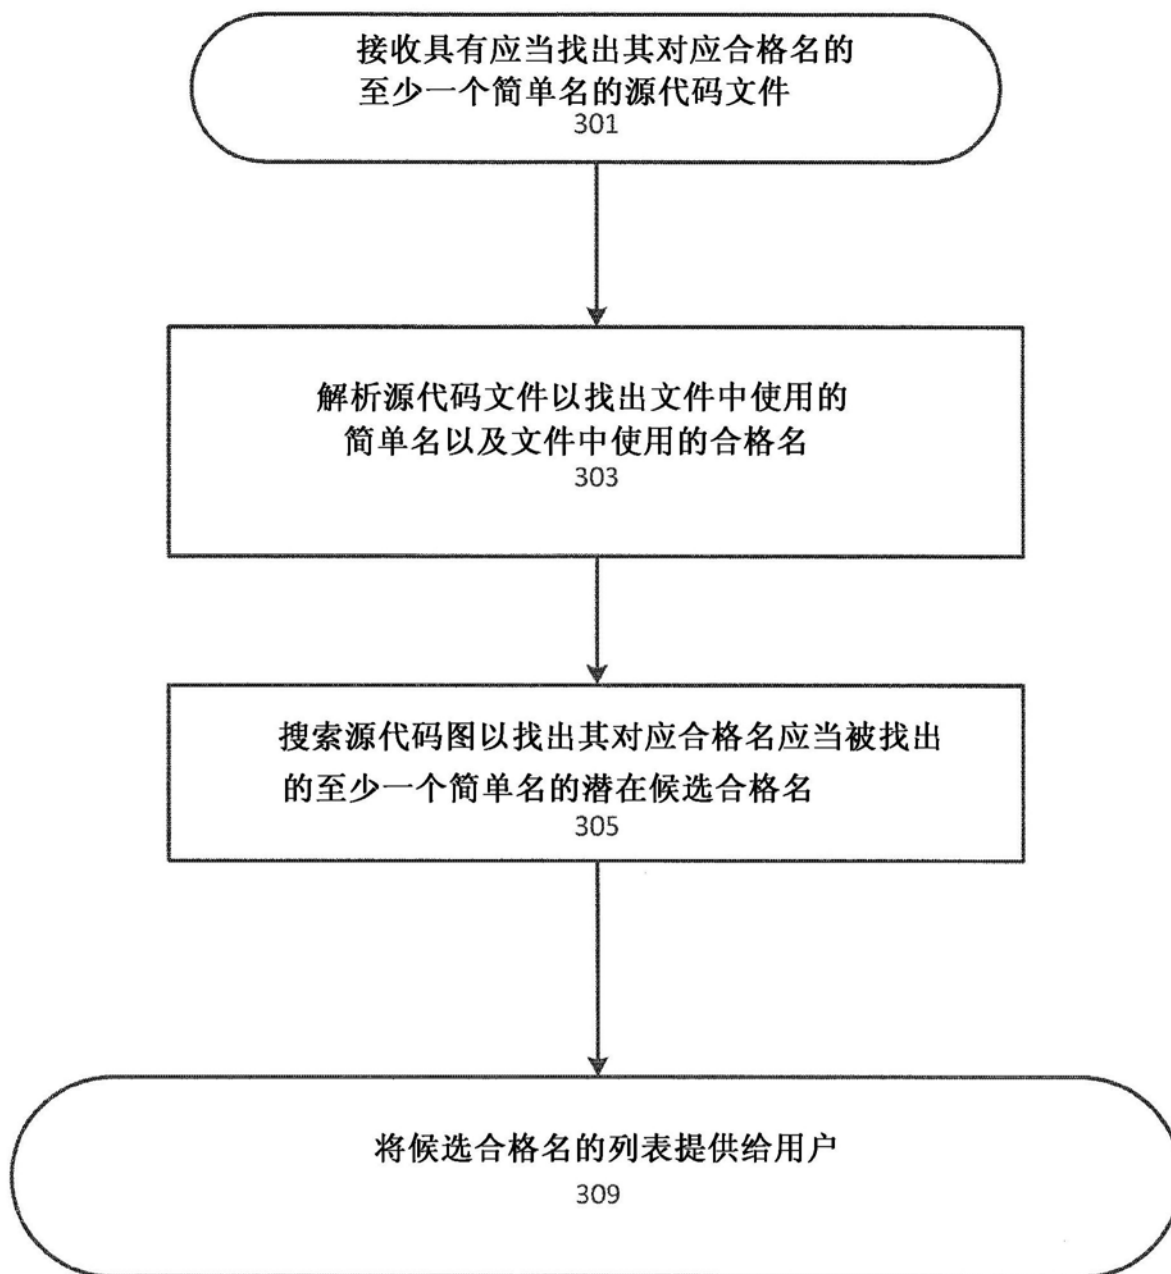 接收具有应当找出其对应合格名的
至少一个简单名的源代码文件
301
解析源代码文件以找出文件中使用的
简单名以及文件中使用的合格名
303
搜索源代码图以找出其对应合格名应当被找出
的至少一个简单名的潜在候选合格名
305
将候选合格名的列表提供给用户
309